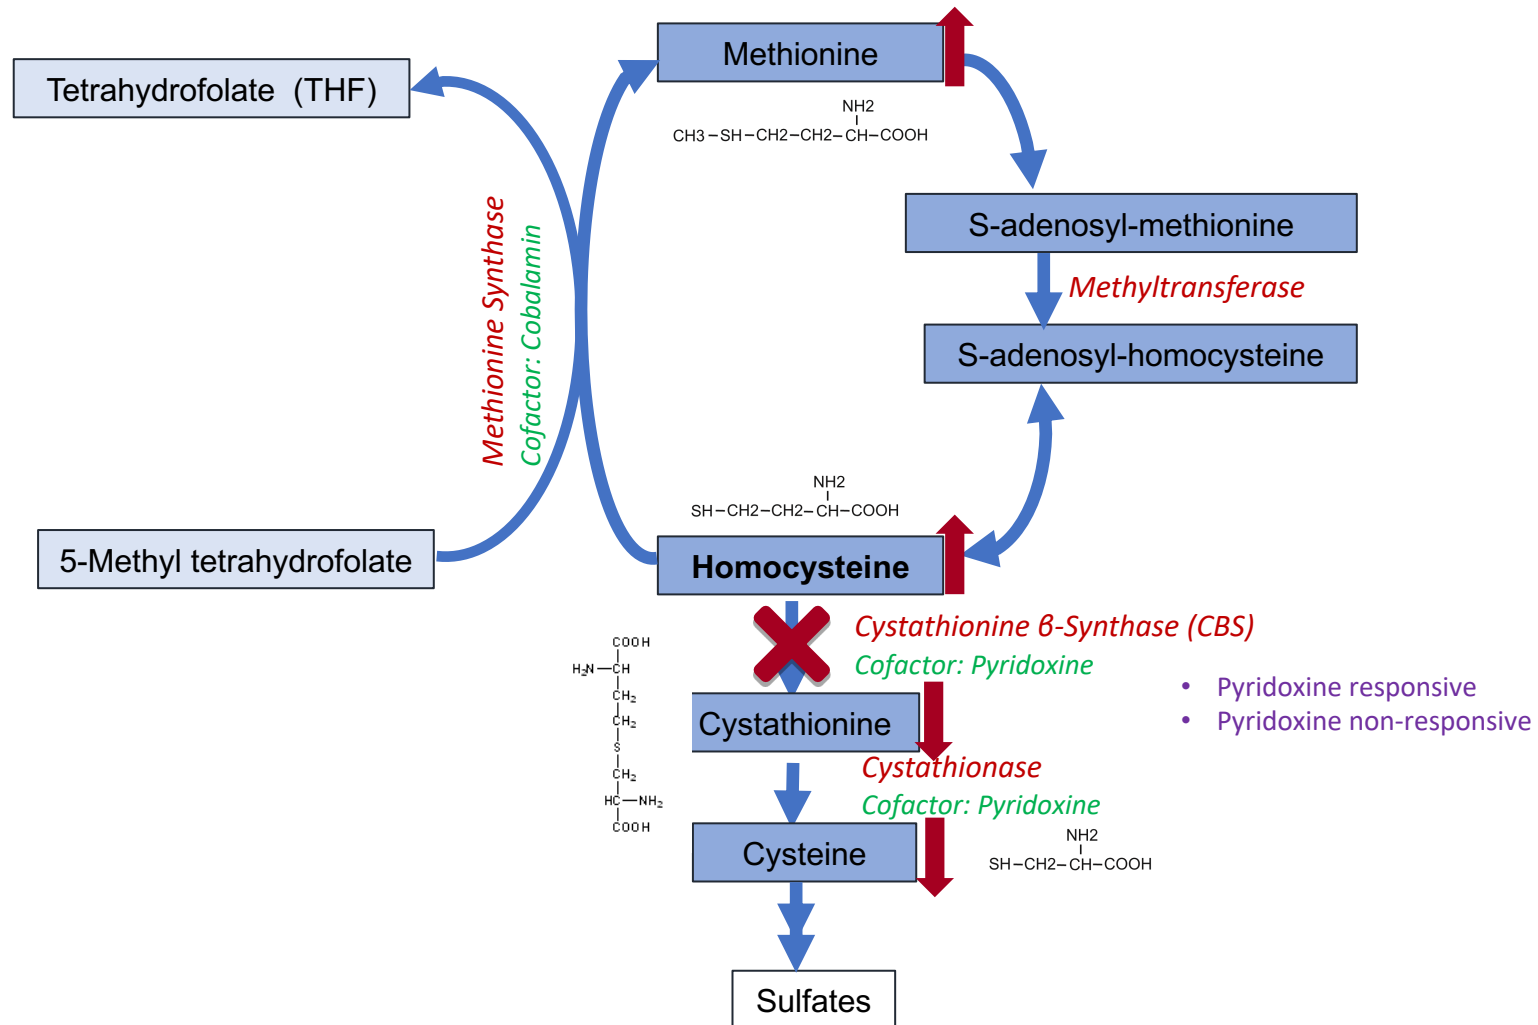 Methionine
Tetrahydrofolate (THF)
NH2
CH3-SH-CH2-CH2-CH-COOH
S-adenosyl-methionine
Methionine Synthase
Cofactor: Cobalamin
Methyltransferase
S-adenosyl-homocysteine
NH2
SH-CH2-CH2-CH-COOH
5-Methyl tetrahydrofolate
Homocysteine
Cystathionine β-Synthase (CBS)
Cofactor: Pyridoxine
COOH
H2N-CH
CH2
CH2
S
CH2
HC-NH2
COOH
• Pyridoxine responsive
• Pyridoxine non-responsive
Cystathionine
Cystathionase
Cofactor: Pyridoxine
Cysteine
NH2
SH-CH2-CH-COOH
Sulfates